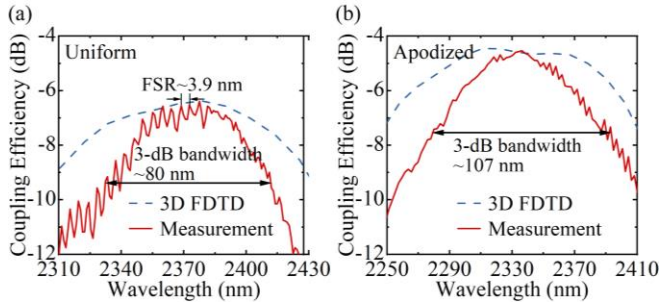 (a)
Coupling Efficiency (dB)
-4
-6
-8
-10
-12
Uniform
FSR~3.9 nm
3-dB bandwidth
~80 nm
3D FDTD
Measurement
2310
2340
2370
2400
2430
Wavelength (nm)
(b)
Coupling Efficiency (dB)
-4
-6
-8
-10
-12
Apodized
3-dB bandwidth
~107 nm
3D FDTD
Measurement
2250
2290
2330
2370
2410
Wavelength (nm)